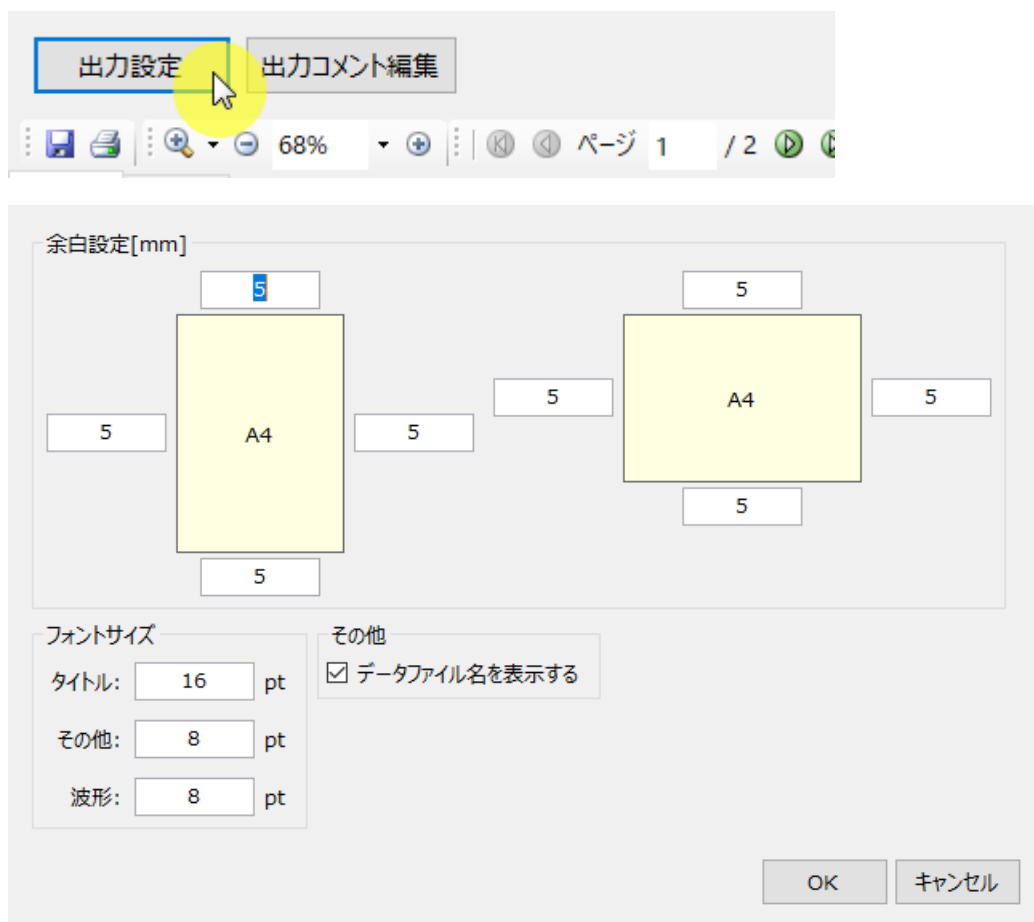 出力設定 出力コメント編集
68% ページ 1 / 2
余白設定[mm]
5 5
5 5
A4
5 A4 5
5
5
フォントサイズ その他
タイトル: 16 pt データファイル名を表示する
その他: 8 pt
波形: 8 pt
OK キャンセル